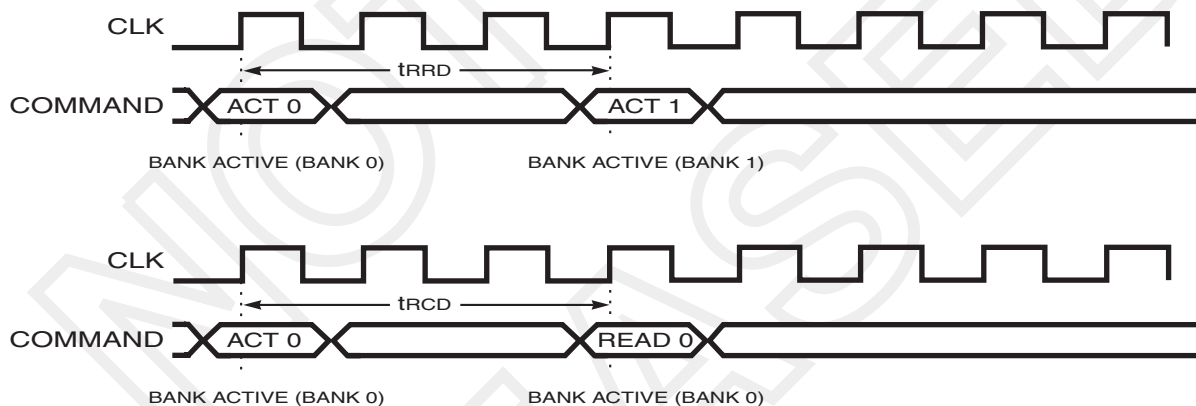 CLK
tRRD
COMMAND ACT 0 ACT 1
BANK ACTIVE (BANK 0) BANK ACTIVE (BANK 1)
CLK
tRCD
COMMAND ACT 0 READ 0
BANK ACTIVE (BANK 0) BANK ACTIVE (BANK 0)